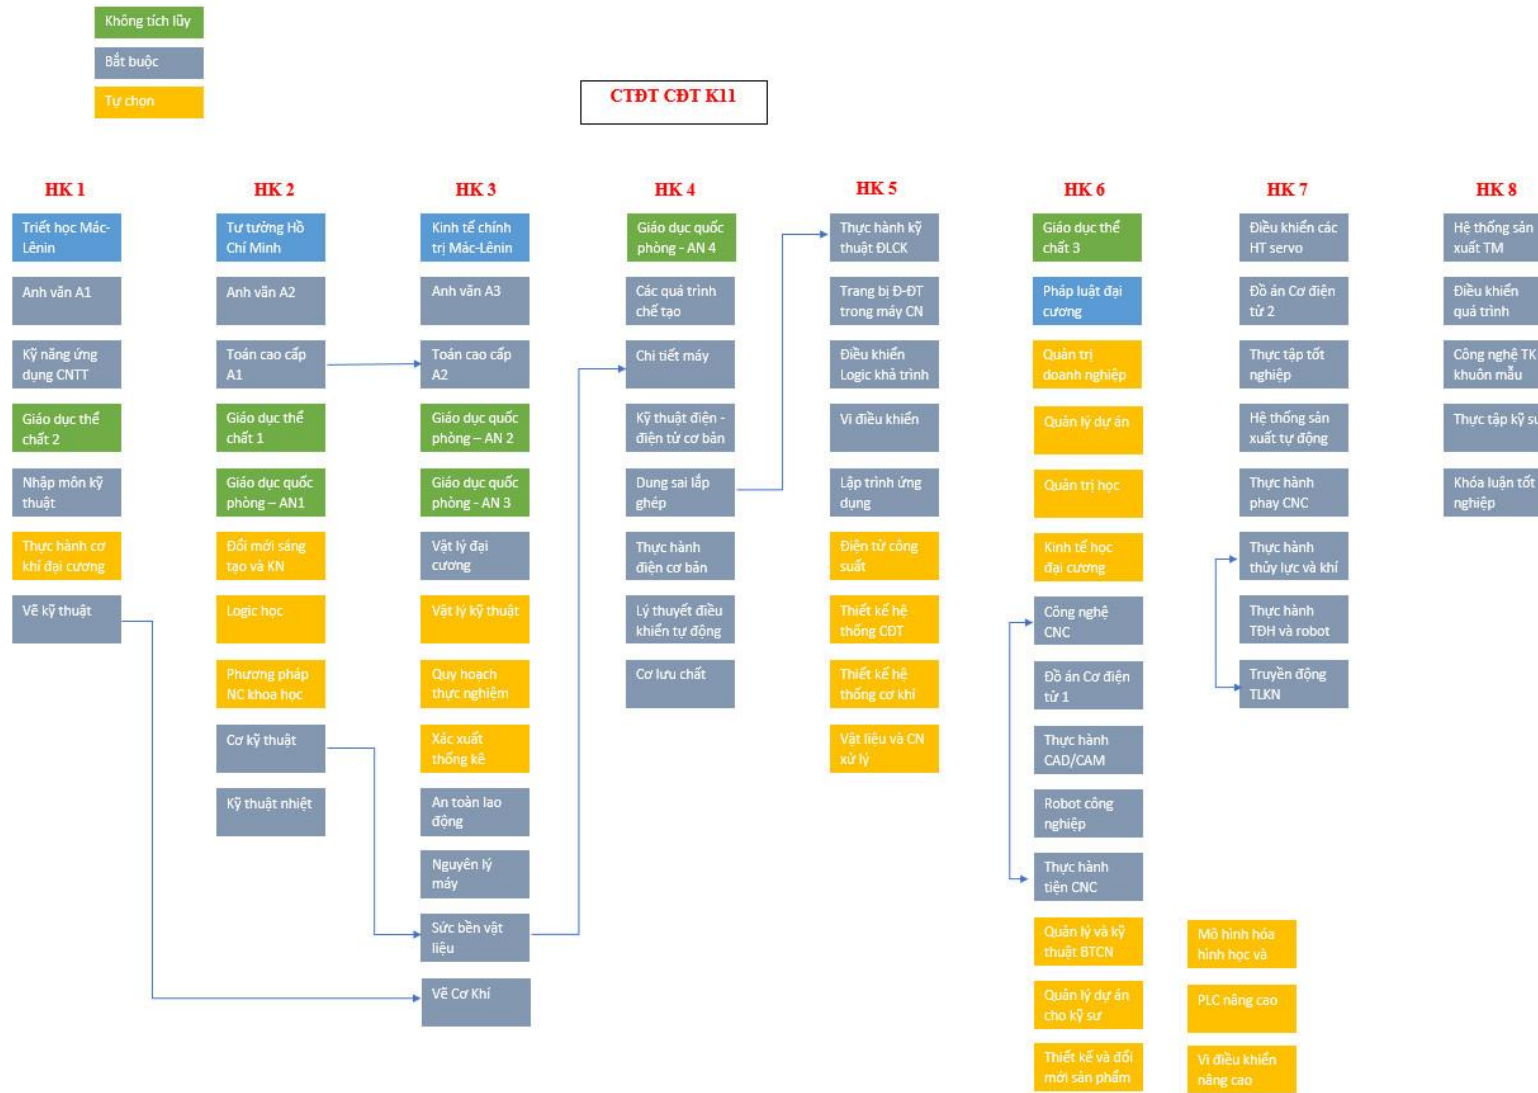 Không tích lũy
Bắt buộc
Tự chọn
CTĐT CĐT K11
HK 1
Triết học Mác-
Lênin
Anh văn A1
Kỹ năng ứng
dụng CNTT
Giáo dục thể
chất 2
Nhập môn kỹ
thuật
Thực hành cơ
khí đại cương
Vẽ kỹ thuật
HK 2
Tư tưởng Hồ
Chí Minh
Anh văn A2
Toán cao cấp
A1
Giáo dục thể
chất 1
Giáo dục quốc
phòng – AN1
Đổi mới sáng
tạo và KN
Logic học
Phương pháp
NC khoa học
Cơ kỹ thuật
Kỹ thuật nhiệt
HK 3
Kinh tế chính
trị Mác-Lênin
Anh văn A3
Toán cao cấp
A2
Giáo dục quốc
phòng – AN 2
Giáo dục quốc
phòng - AN 3
Vật lý đại
cương
Vật lý kỹ thuật
Quy hoạch
thực nghiệm
Xác xuất
thống kê
An toàn lao
động
Nguyên lý
máy
Sức bền vật
liệu
Vẽ Cơ Khí
HK 4
Giáo dục quốc
phòng - AN 4
Các quá trình
chế tạo
Chi tiết máy
Kỹ thuật điện -
điện tử cơ bản
Dung sai lắp
ghép
Thực hành
điện cơ bản
Lý thuyết điều
khiển tự động
Cơ lưu chất
HK 5
Thực hành kỹ
thuật ĐLCK
Trang bị Đ-ĐT
trong máy CN
Điều khiển
Logic khả trình
Vi điều khiển
Lập trình ứng
dụng
Điện tử công
suất
Thiết kế hệ
thống CĐT
Thiết kế hệ
thống cơ khí
Vật liệu và CN
xử lý
HK 6
Giáo dục thể
chất 3
Pháp luật đại
cương
Quản trị
doanh nghiệp
Quản lý dự án
Quản trị học
Kinh tế học
đại cương
Công nghệ
CNC
Đồ án Cơ điện
tử 1
Thực hành
CAD/CAM
Robot công
nghiệp
Thực hành
tiện CNC
Quản lý và kỹ
thuật BTCN
Quản lý dự án
cho kỹ sư
Thiết kế và đổi
mới sản phẩm
HK 7
Điều khiển các
HT servo
Đồ án Cơ điện
tử 2
Thực tập tốt
nghiệp
Hệ thống sản
xuất tự động
Thực hành
phay CNC
Thực hành
thủy lực và khí
Thực hành
TĐH và robot
Truyền động
TLKN
Mô hình hóa
hình học và
PLC nâng cao
Vi điều khiển
nâng cao
HK 8
Hệ thống sản
xuất TM
Điều khiển
quá trình
Công nghệ TK
khuôn mẫu
Thực tập kỹ sư
Khóa luận tốt
nghiệp